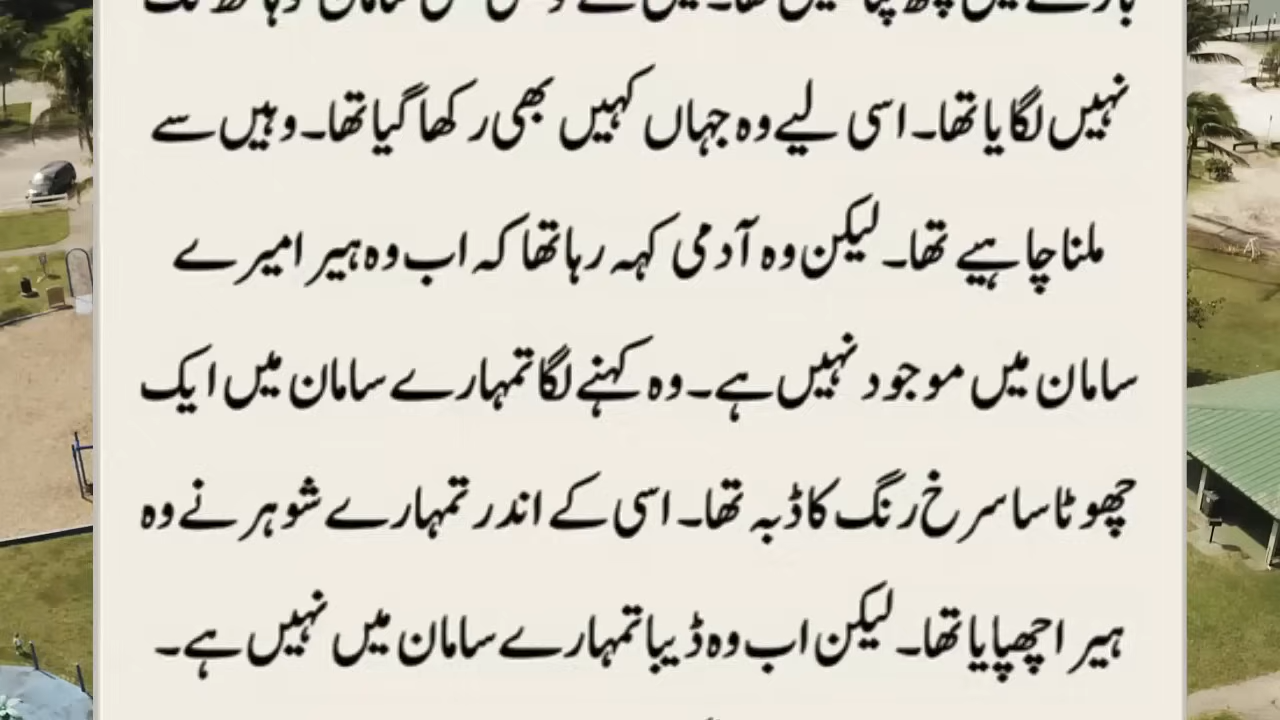 نہیں لگایا تھا۔ اسی لیے وہ جہاں کہیں بھی رکھا گیا تھا۔ وہیں سے
ملنا چاہیے تھا۔ لیکن وہ آدمی کہہ رہا تھا کہ اب وہ ہیرا میرے
سامان میں موجود نہیں ہے۔ وہ کہنے لگا تمہارے سامان میں ایک
چھوٹا سا سرخ رنگ کا ڈبہ تھا۔ اسی کے اندر تمہارے شوہر نے وہ
ہیرا چھپایا تھا۔ لیکن اب وہ ڈیبا تمہارے سامان میں نہیں ہے۔